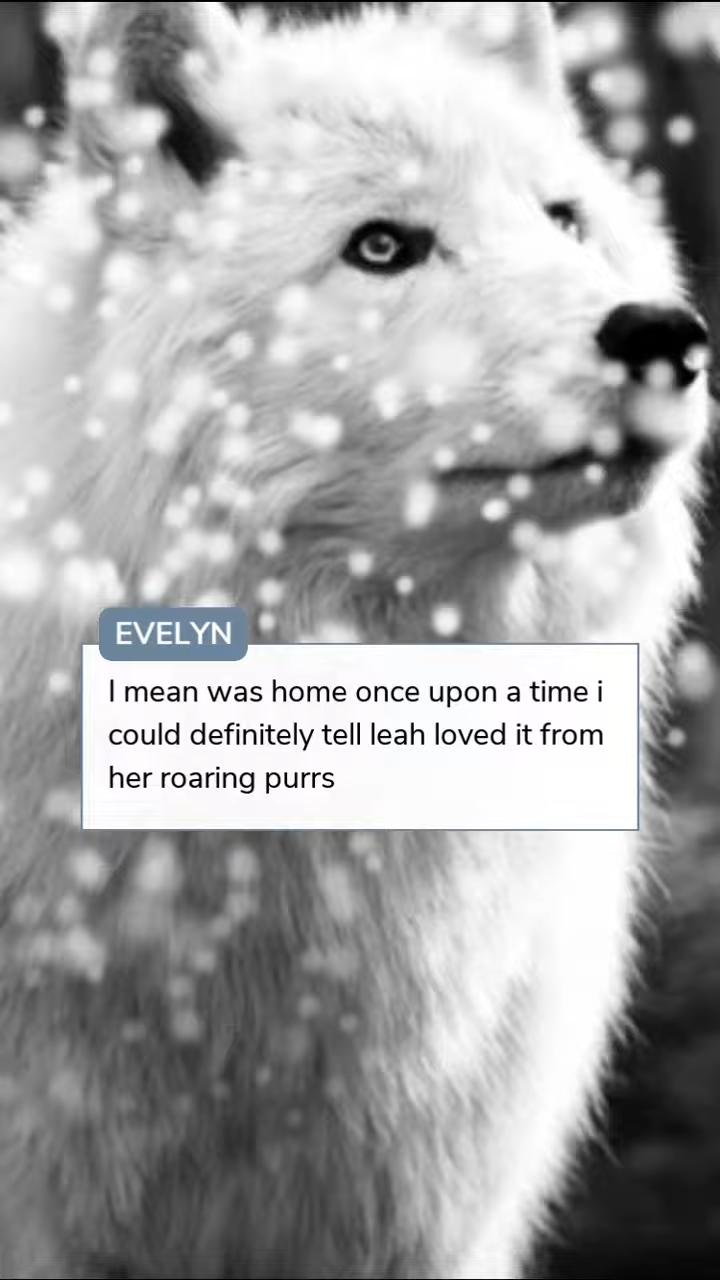 EVELYN
I mean was home once upon a time i
could definitely tell leah loved it from
her roaring purrs